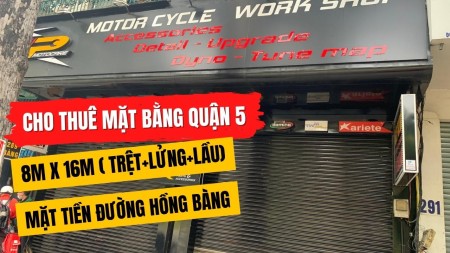 MOTOR CYCLE WORK SHOP
Accessories
Detail - Upgrade
Dyno - Tune map
CHO THUÊ MẶT BẰNG QUẬN 5
ariete
8M X 16M ( TRỆT+LỬNG+LẦU)
MẶT TIỀN ĐƯỜNG HỒNG BÀNG
291